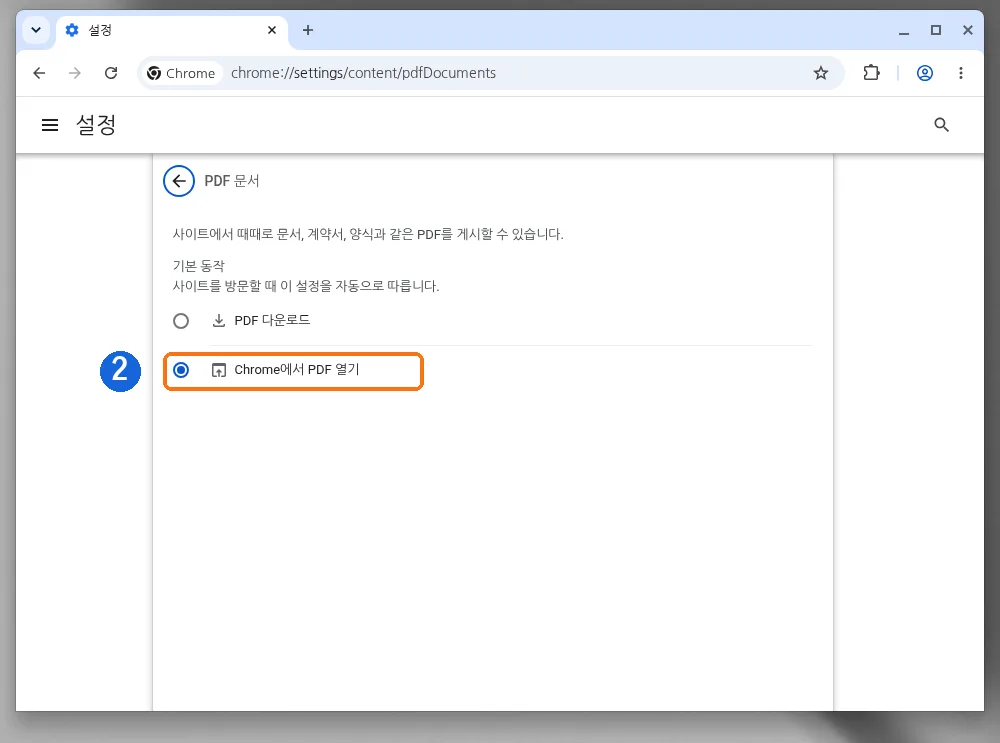 설정
Chrome chrome://settings/content/pdfDocuments
설정
PDF 문서
사이트에서 때때로 문서, 계약서, 양식과 같은 PDF를 게시할 수 있습니다.
기본 동작
사이트를 방문할 때 이 설정을 자동으로 따릅니다.
PDF 다운로드
2 Chrome에서 PDF 열기